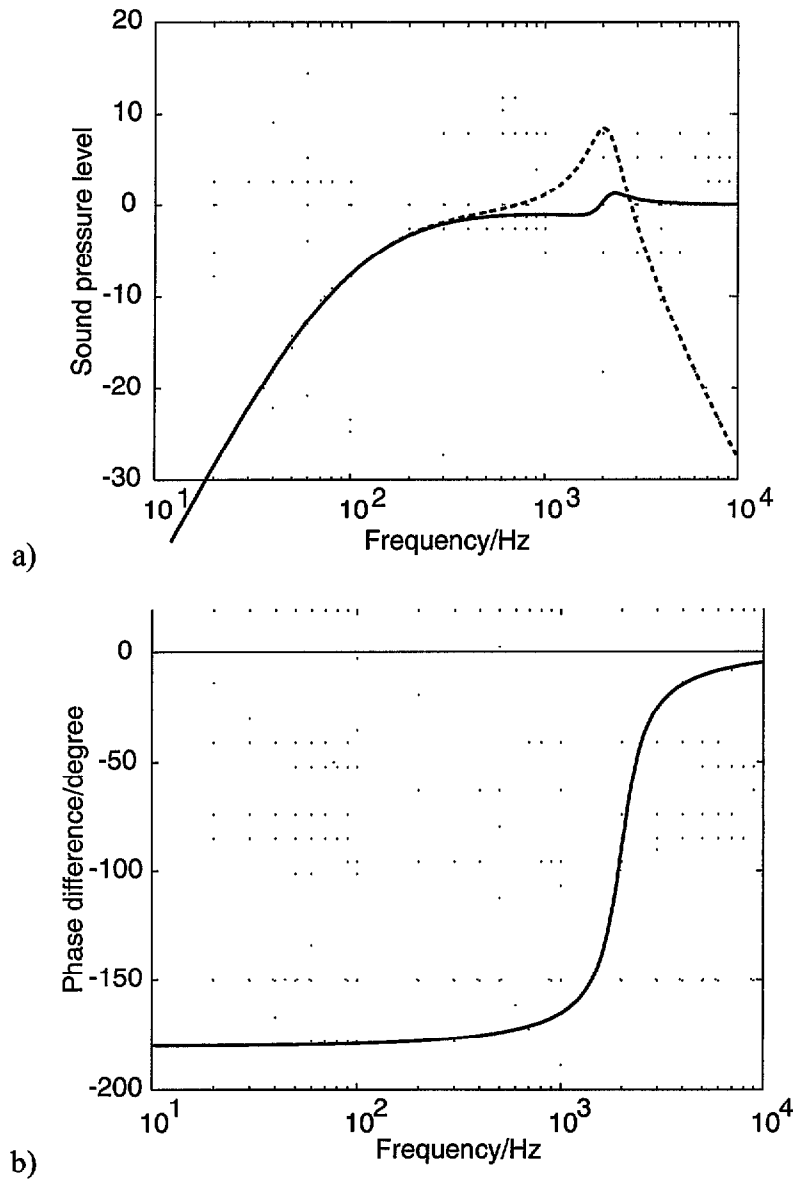 20
10
0
-10
-20
-30
Sound pressure level
10^1 10^2 10^3 10^4
Frequency/Hz
a)
0
-50
-100
-150
-200
Phase difference/degree
10^1 10^2 10^3 10^4
Frequency/Hz
b)